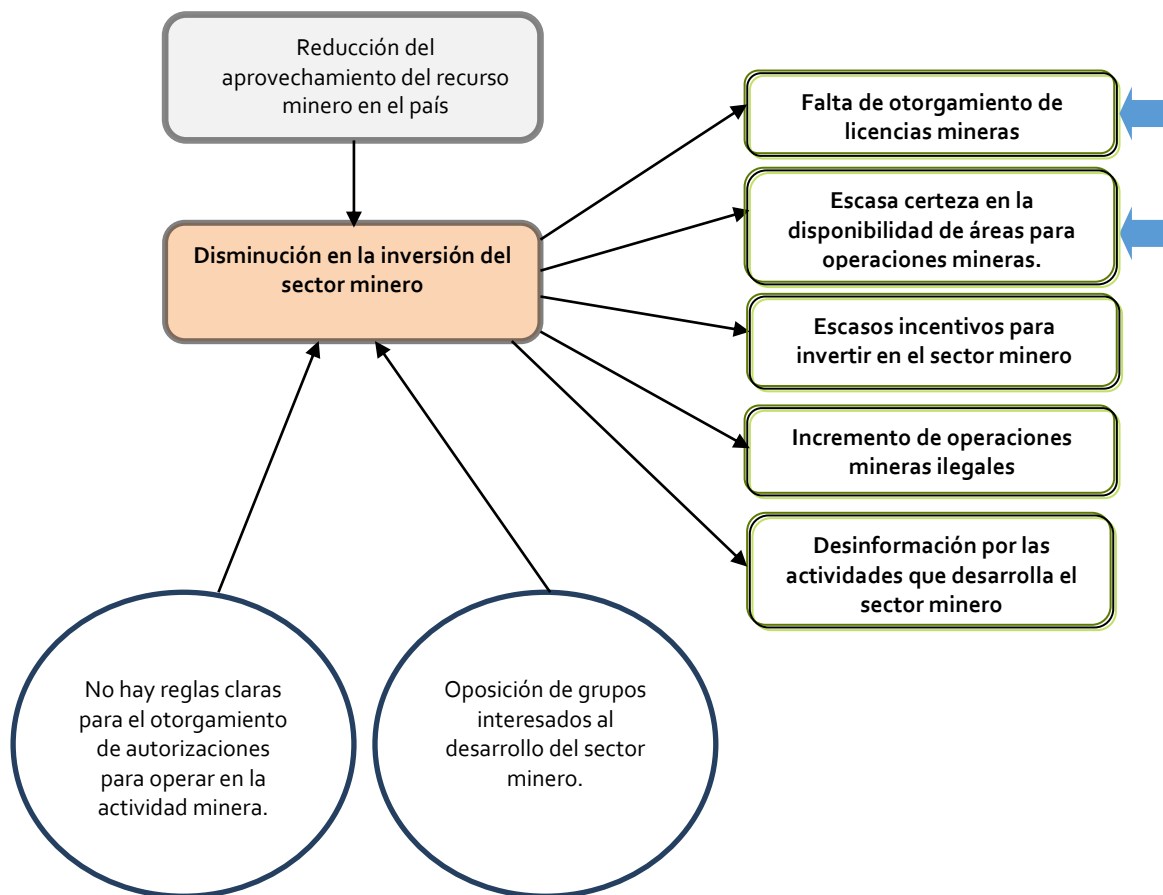 Reducción del
aprovechamiento del recurso
minero en el país
Falta de otorgamiento de
licencias mineras
Escasa certeza en la
disponibilidad de áreas para
operaciones mineras.
Disminución en la inversión del
sector minero
Escasos incentivos para
invertir en el sector minero
Incremento de operaciones
mineras ilegales
Desinformación por las
actividades que desarrolla el
sector minero
No hay reglas claras
para el otorgamiento
de autorizaciones
para operar en la
actividad minera.
Oposición de grupos
interesados al
desarrollo del sector
minero.